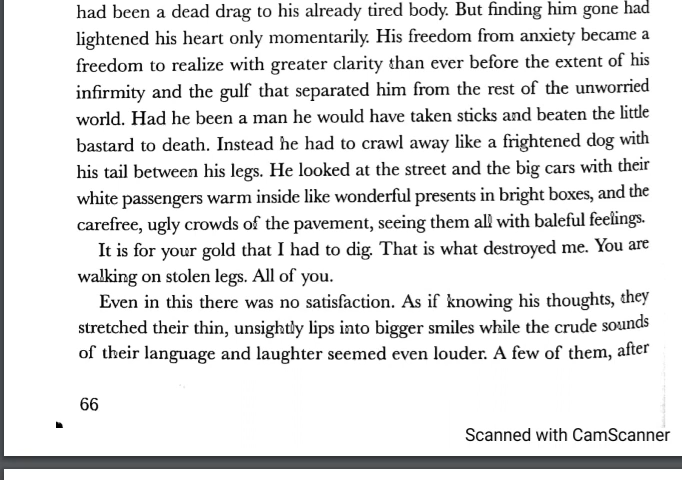 had been a dead drag to his already tired body. But finding him gone had
lightened his heart only momentarily. His freedom from anxiety became a
freedom to realize with greater clarity than ever before the extent of his
infirmity and the gulf that separated him from the rest of the unworried
world. Had he been a man he would have taken sticks and beaten the little
bastard to death. Instead he had to crawl away like a frightened dog with
his tail between his legs. He looked at the street and the big cars with their
white passengers warm inside like wonderful presents in bright boxes, and the
carefree, ugly crowds of the pavement, seeing them all with baleful feelings.
It is for your gold that I had to dig. That is what destroyed me. You are
walking on stolen legs. All of you.
Even in this there was no satisfaction. As if knowing his thoughts, they
stretched their thin, unsightly lips into bigger smiles while the crude sounds
of their language and laughter seemed even louder. A few of them, after
66
Scanned with CamScanner